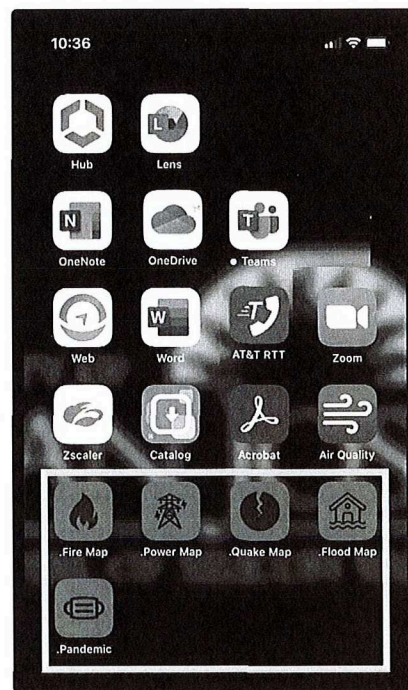 10:36
Hub Lens
OneNote OneDrive Teams
Web Word AT&T RTT Zoom
Zscaler Catalog Acrobat Air Quality
.Fire Map .Power Map .Quake Map .Flood Map
.Pandemic